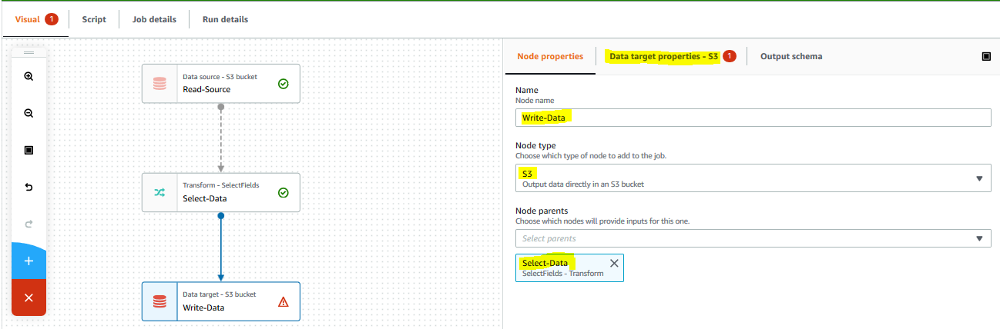 Visual 1
Script
Job details
Run details
Data source - S3 bucket
Read-Source
Transform - SelectFields
Select-Data
Data target - S3 bucket
Write-Data
Node properties
Data target properties - S3 1
Output schema
Name
Node name
Write-Data
Node type
Choose which type of node to add to the job.
S3
Output data directly in an S3 bucket
Node parents
Choose which nodes will provide inputs for this one.
Select parents
Select-Data
SelectFields - Transform